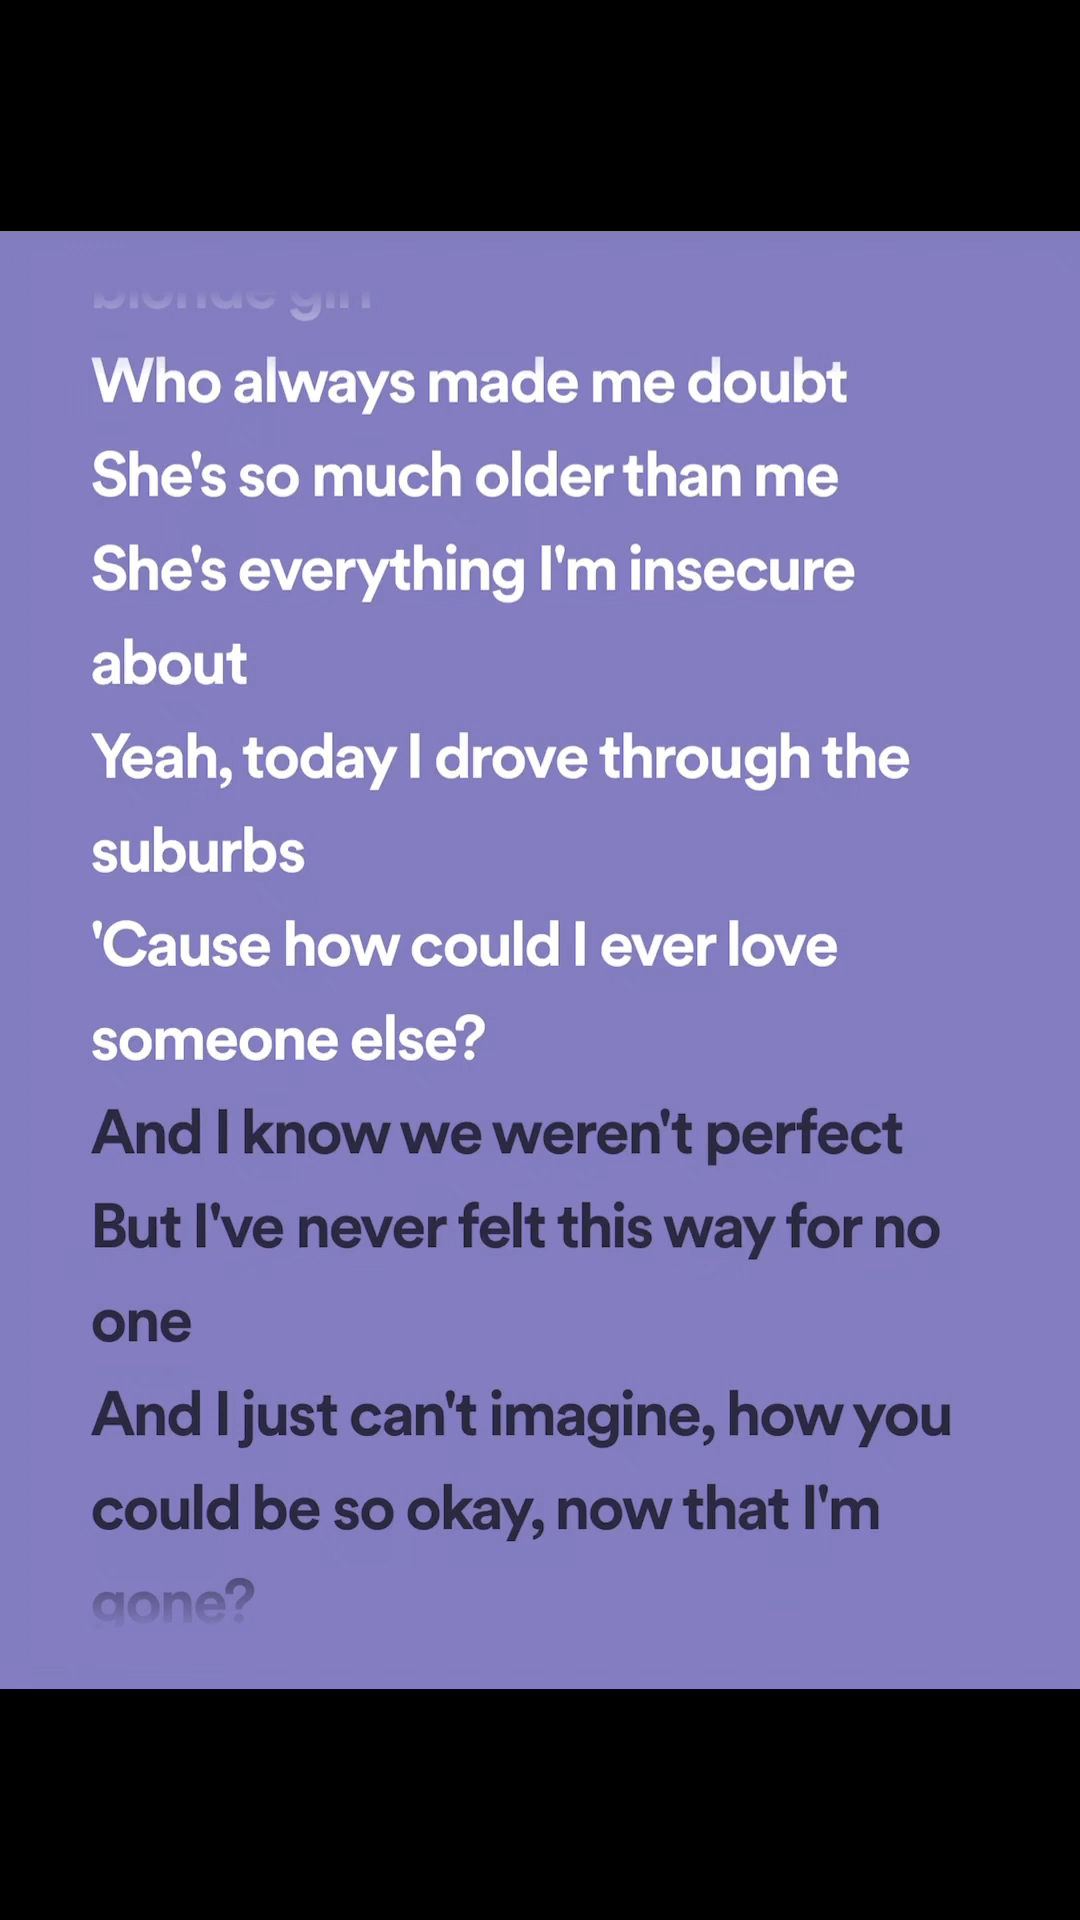 blonde girl
Who always made me doubt
She's so much older than me
She's everything I'm insecure
about
Yeah, today I drove through the
suburbs
'Cause how could I ever love
someone else?
And I know we weren't perfect
But I've never felt this way for no
one
And I just can't imagine, how you
could be so okay, now that I'm
gone?